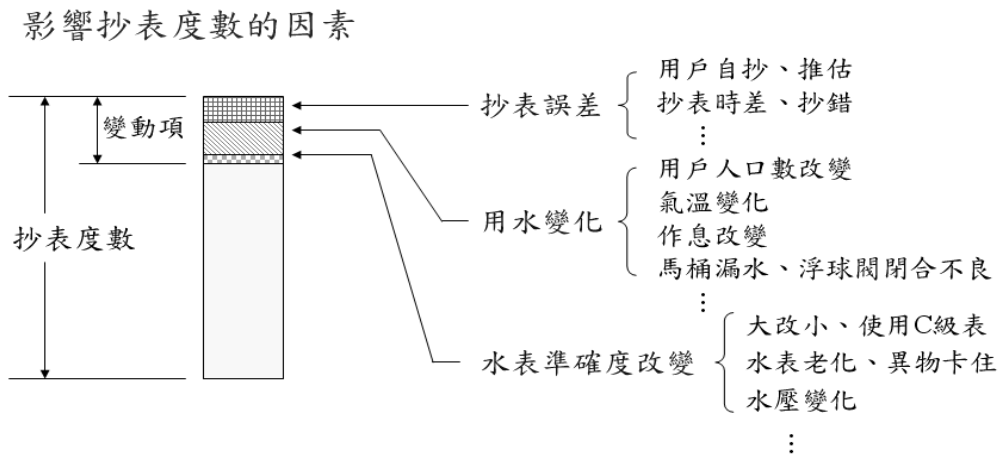 影響抄表度數的因素
變動項
抄表度數
抄表誤差
用戶自抄、推估
抄表時差、抄錯
⋮
用水變化
用戶人口數改變
氣溫變化
作息改變
馬桶漏水、浮球閥閉合不良
⋮
水表準確度改變
大改小、使用C級表
水表老化、異物卡住
水壓變化
⋮